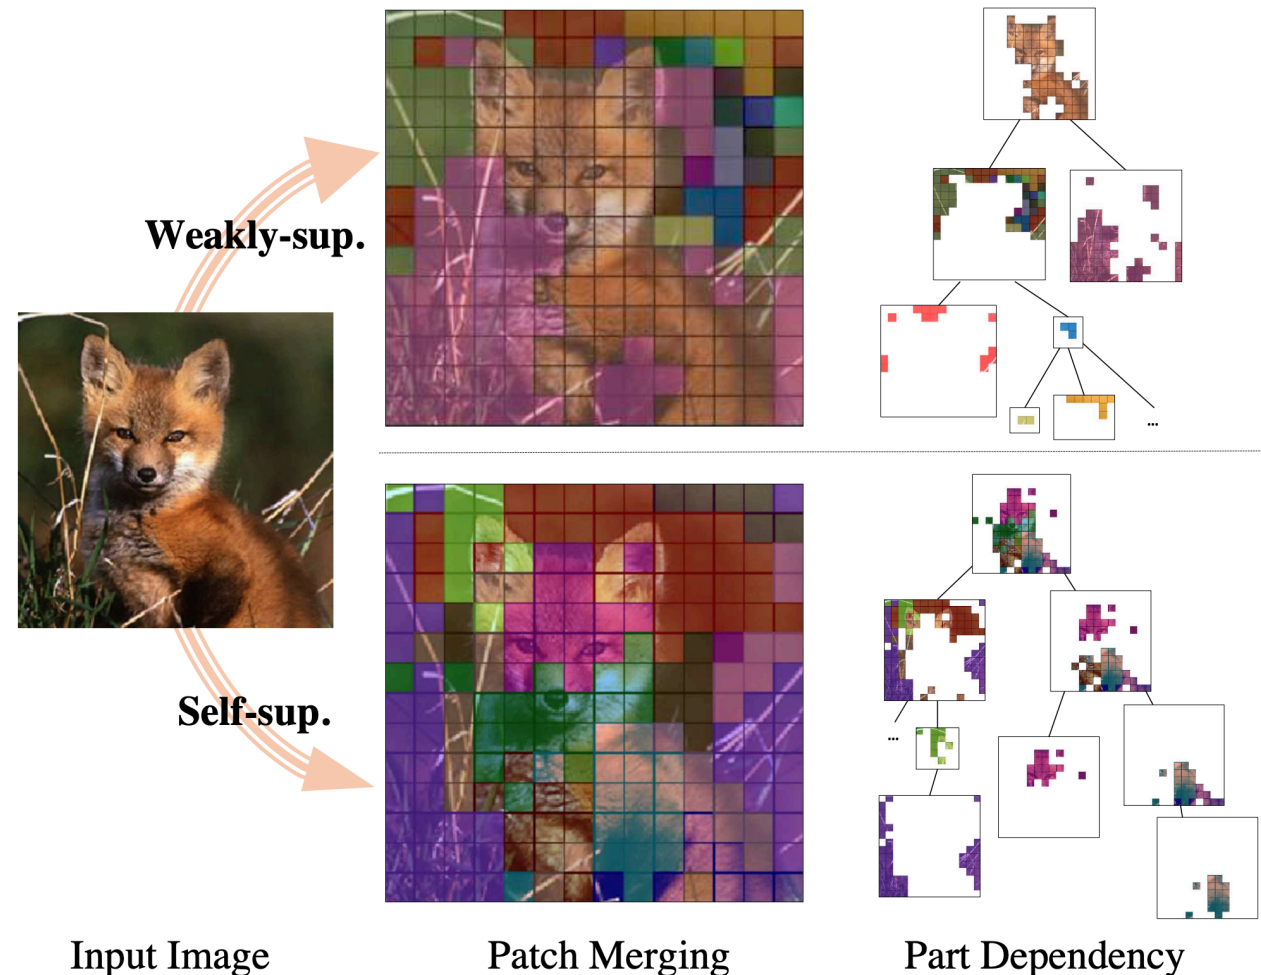 Weakly-sup.
...
Self-sup.
...
Input Image
Patch Merging
Part Dependency